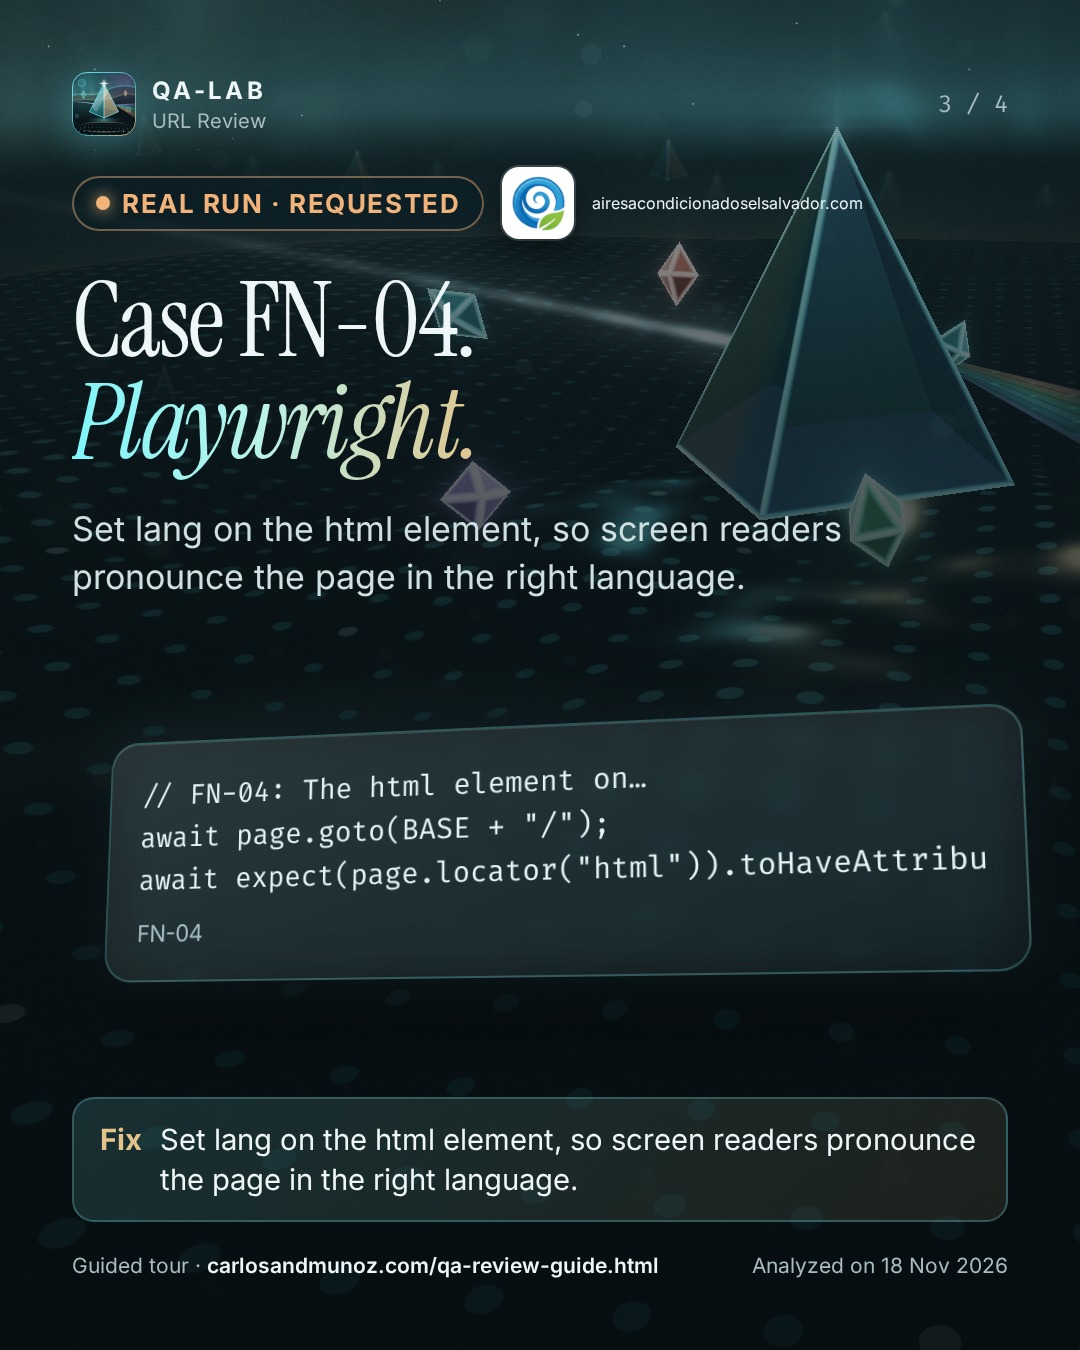 QA-LAB
URL Review
3 / 4
REAL RUN · REQUESTED
airesacondicionadoselsalvador.com
Case FN-04.
Playwright.
Set lang on the html element, so screen readers
pronounce the page in the right language.
// FN-04: The html element on…
await page.goto(BASE + "/");
await expect(page.locator("html")).toHaveAttribu
FN-04
Fix Set lang on the html element, so screen readers pronounce
the page in the right language.
Guided tour · carlosandmunoz.com/qa-review-guide.html
Analyzed on 18 Nov 2026